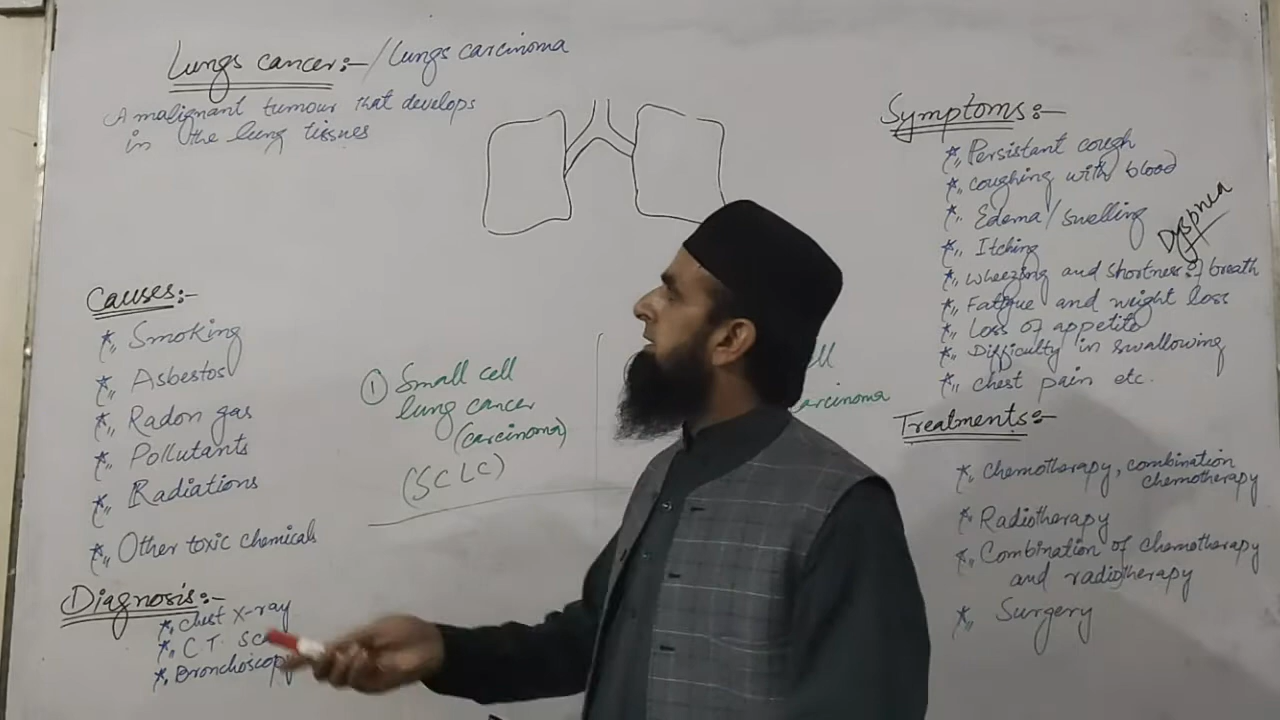 Lungs cancer:- / Lungs carcinoma
A malignant tumour that develops
in the lung tissues
Causes:-
*,, Smoking
*,, Asbestos
*,, Radon gas
*,, Pollutants
*,, Radiations
*,, Other toxic chemicals
Diagnosis:-
*,, Chest X-ray
*,, C.T.
*,, Bronchoscopy
① Small cell
lung cancer
(carcinoma)
(SCLC)
Symptoms:-
*,, Persistant cough
*,, coughing with blood
*,, Edema / swelling
*,, Itching
Dyspnea
*,, wheezing and shortness of breath
*,, Fatigue and weight loss
*,, Loss of appetite
*,, Difficulty in swallowing
*,, chest pain etc.
Treatments:-
*,, Chemotherapy, combination
chemotherapy
*,, Radiotherapy
*,, Combination of chemotherapy
and radiotherapy
*,, Surgery